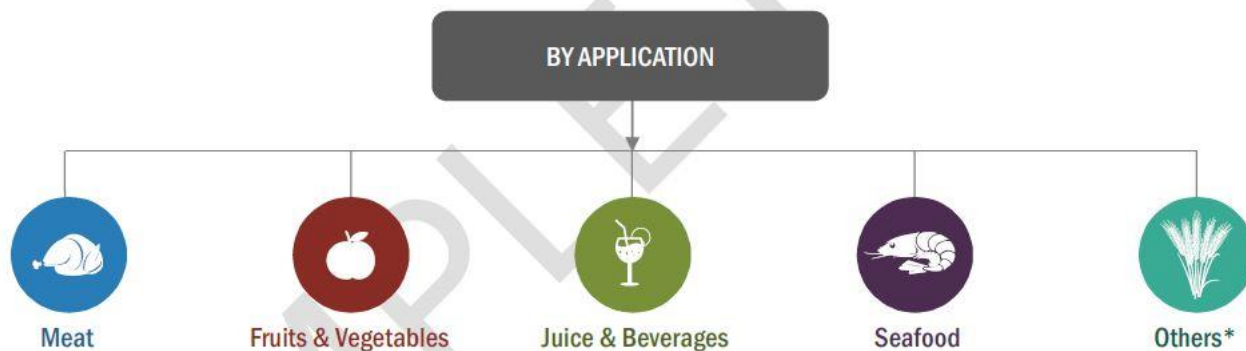 BY APPLICATION
Meat
Fruits & Vegetables
Juice & Beverages
Seafood
Others*